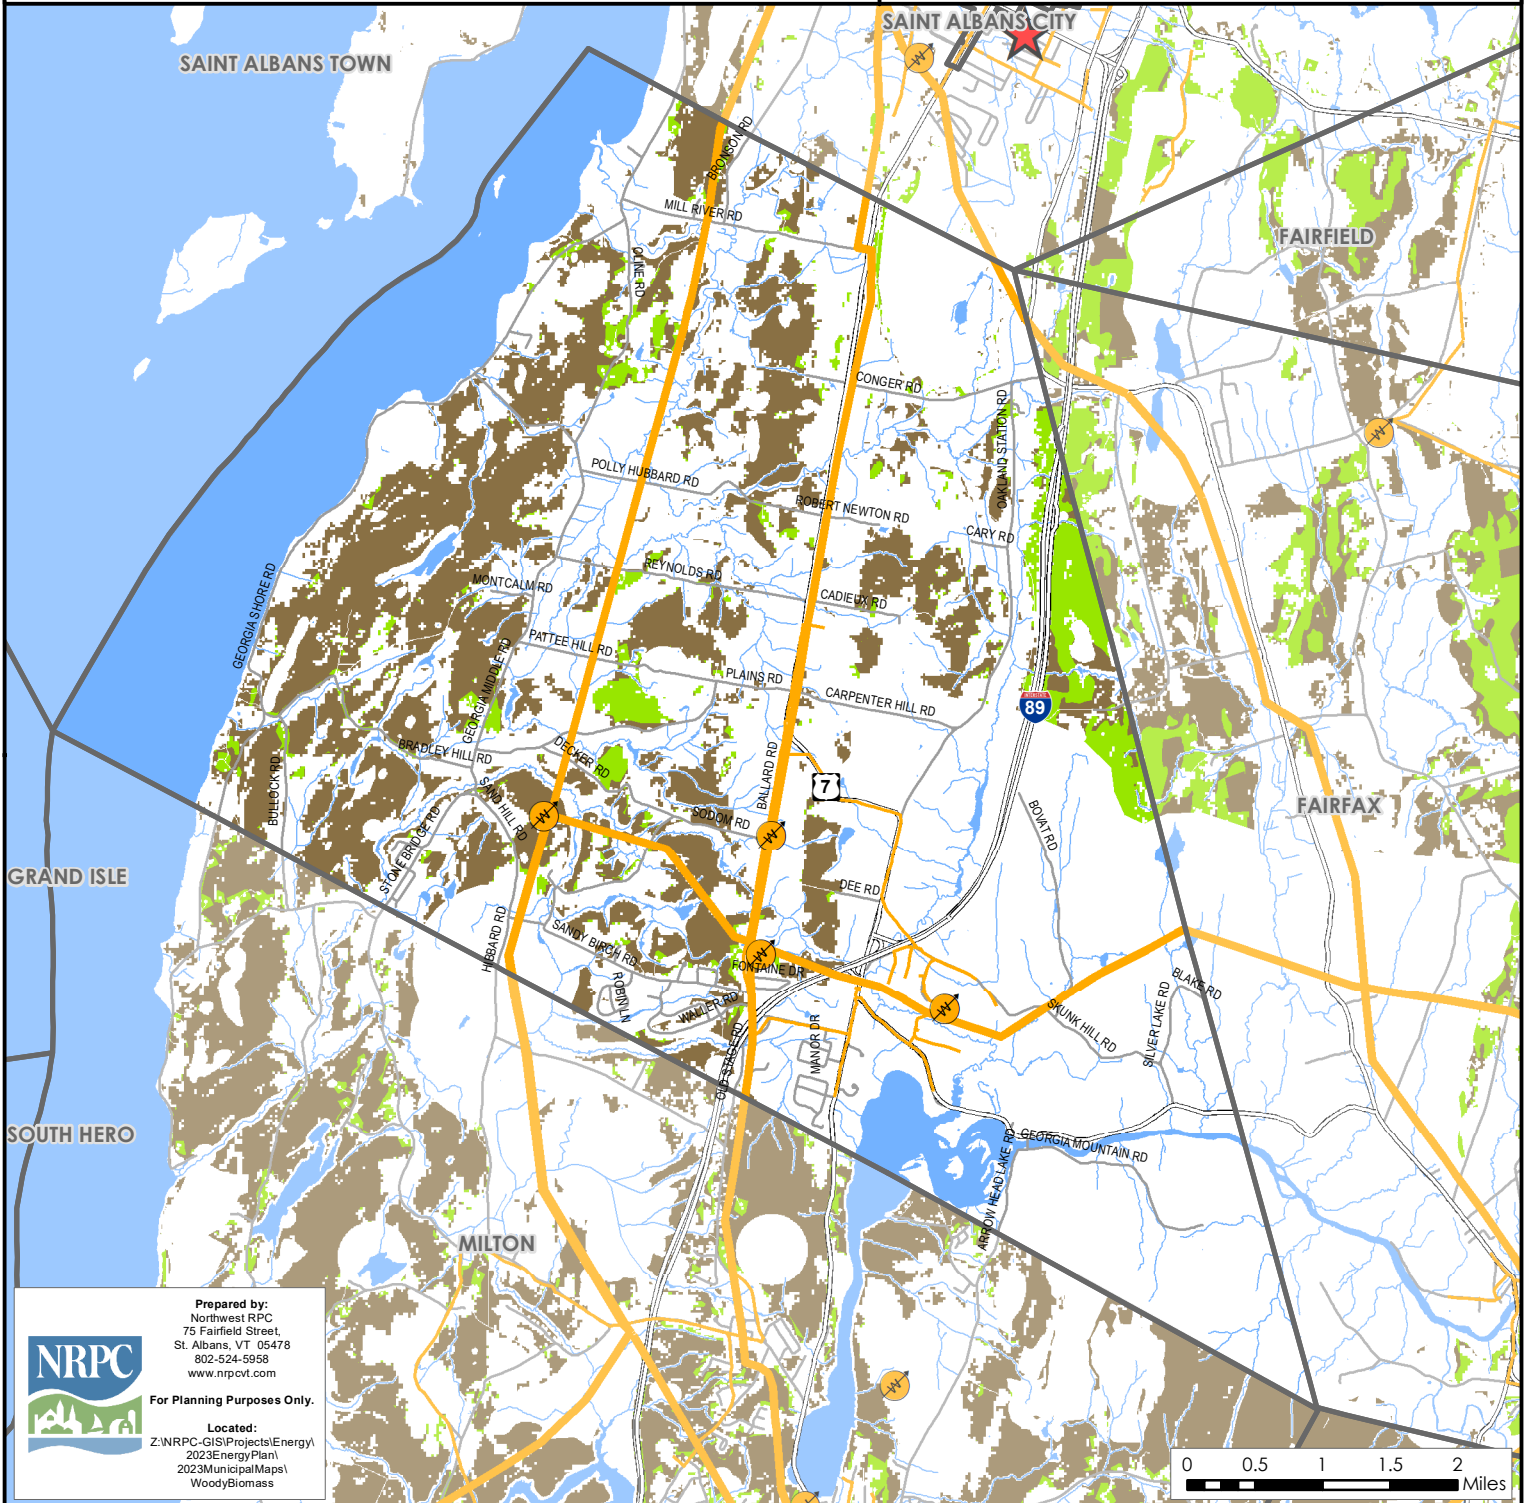 SAINT ALBANS CITY
SAINT ALBANS TOWN
BRONSON RD
MILL RIVER RD
FAIRFIELD
CLINE RD
CONGER RD
OAKLAND STATION RD
POLLY HUBBARD RD
ROBERT NEWTON RD
CARY RD
REYNOLDS RD
MONTCALM RD
CADIEUX RD
GEORGIA SHORE RD
PATTEE HILL RD
GEORGIA MIDDLE RD
PLAINS RD
CARPENTER HILL RD
INTERSTATE
89
BRADLEY HILL RD
DECKER RD
BALLARD RD
7
BULLOCK RD
SAND HILL RD
SODOM RD
BOVAT RD
FAIRFAX
STONE BRIDGE RD
GRAND ISLE
DEE RD
HIBBARD RD
SANDY BIRCH RD
FONTAINE DR
ROBIN LN
WALLER RD
BLAKE RD
SILVER LAKE RD
SKUNK HILL RD
OLD STAGE RD
MANOR DR
SOUTH HERO
GEORGIA MOUNTAIN RD
ARROW HEAD LAKE RD
MILTON
W
W
W
W
W
W
W
W
NRPC
Prepared by:
Northwest RPC
75 Fairfield Street,
St. Albans, VT 05478
802-524-5958
www.nrpcvt.com
For Planning Purposes Only.
Located:
Z:\NRPC-GIS\Projects\Energy\
2023EnergyPlan\
2023MunicipalMaps\
WoodyBiomass
0 0.5 1 1.5 2
Miles